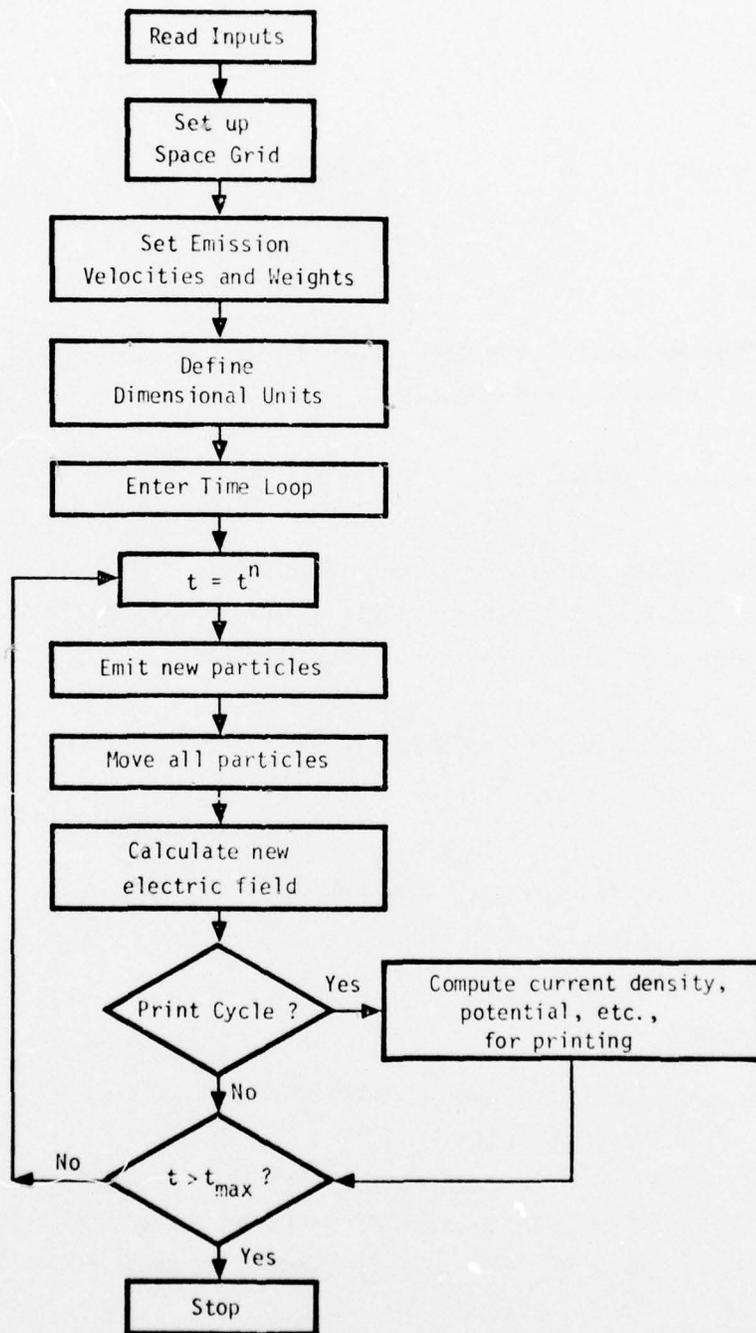 Read Inputs
Set up
Space Grid
Set Emission
Velocities and Weights
Define
Dimensional Units
Enter Time Loop
t = tⁿ
Emit new particles
Move all particles
Calculate new
electric field
Print Cycle ?
Yes
Compute current density,
potential, etc.,
for printing
No
t > t_max ?
No
Yes
Stop